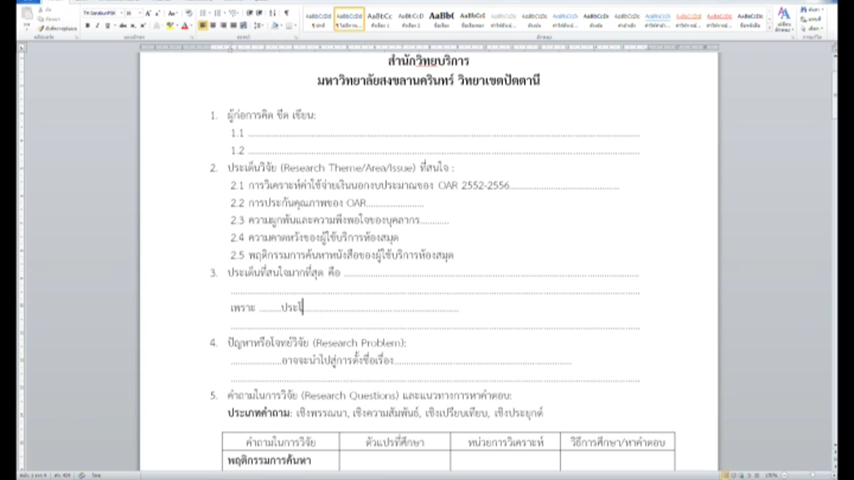 สำนักวิทยบริการ
มหาวิทยาลัยสงขลานครินทร์ วิทยาเขตปัตตานี
1. ผู้ก่อการคิด ขีด เขียน:
1.1 ........................................
1.2 ........................................
2. ประเด็นวิจัย (Research Theme/Area/Issue) ที่สนใจ :
2.1 การวิเคราะห์ค่าใช้จ่ายเงินนอกงบประมาณของ OAR 2552-2556........................
2.2 การประกันคุณภาพของ OAR....................
2.3 ความผูกพันและความพึงพอใจของบุคลากร..........
2.4 ความคาดหวังของผู้ใช้บริการห้องสมุด
2.5 พฤติกรรมการค้นหาหนังสือของผู้ใช้บริการห้องสมุด
3. ประเด็นที่สนใจมากที่สุด คือ ........................................
........................................
เพราะ ........ประโ........................................
........................................
4. ปัญหาหรือโจทย์วิจัย (Research Problem):
..................อาจจะนำไปสู่การตั้งชื่อเรื่อง........................................
........................................
5. คำถามในการวิจัย (Research Questions) และแนวทางการหาคำตอบ:
ประเภทคำถาม: เชิงพรรณนา, เชิงความสัมพันธ์, เชิงเปรียบเทียบ, เชิงประยุกต์
คำถามในการวิจัย ตัวแปรที่ศึกษา หน่วยการวิเคราะห์ วิธีการศึกษา/หาคำตอบ
พฤติกรรมการค้นหา